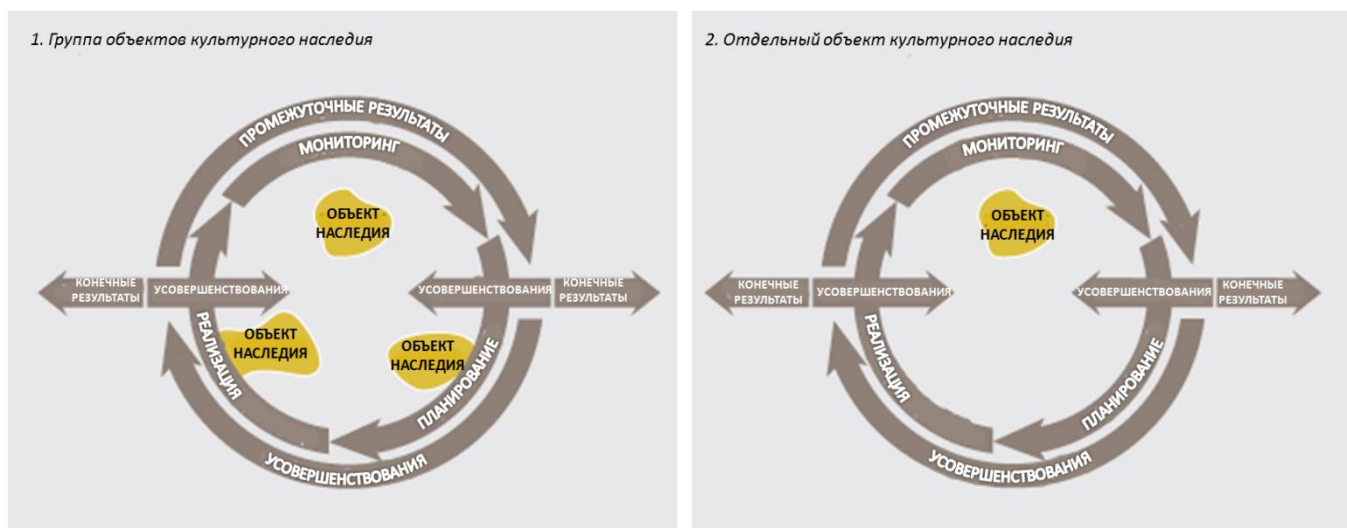 1. Группа объектов культурного наследия
ПРОМЕЖУТОЧНЫЕ РЕЗУЛЬТАТЫ
МОНИТОРИНГ
ОБЪЕКТ
НАСЛЕДИЯ
КОНЕЧНЫЕ
РЕЗУЛЬТАТЫ
УСОВЕРШЕНСТВОВАНИЯ
УСОВЕРШЕНСТВОВАНИЯ
КОНЕЧНЫЕ
РЕЗУЛЬТАТЫ
ОБЪЕКТ
НАСЛЕДИЯ
ОБЪЕКТ
НАСЛЕДИЯ
РЕАЛИЗАЦИЯ
ПЛАНИРОВАНИЕ
УСОВЕРШЕНСТВОВАНИЯ
2. Отдельный объект культурного наследия
ПРОМЕЖУТОЧНЫЕ РЕЗУЛЬТАТЫ
МОНИТОРИНГ
ОБЪЕКТ
НАСЛЕДИЯ
КОНЕЧНЫЕ
РЕЗУЛЬТАТЫ
УСОВЕРШЕНСТВОВАНИЯ
УСОВЕРШЕНСТВОВАНИЯ
КОНЕЧНЫЕ
РЕЗУЛЬТАТЫ
РЕАЛИЗАЦИЯ
ПЛАНИРОВАНИЕ
УСОВЕРШЕНСТВОВАНИЯ